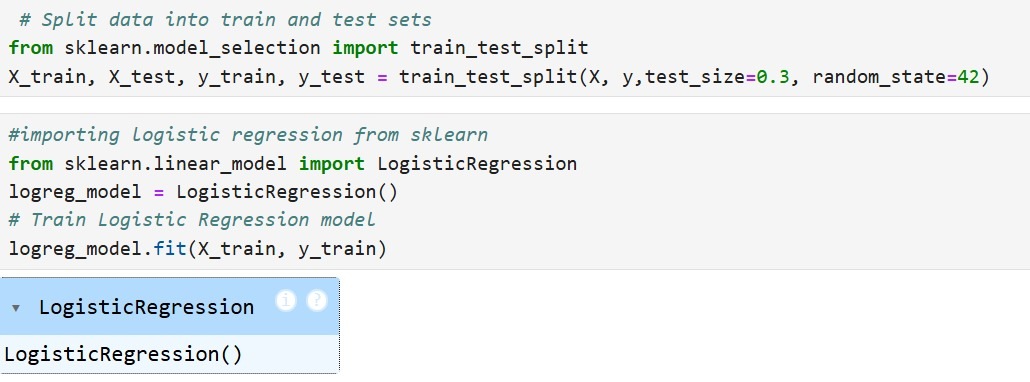 # Split data into train and test sets
from sklearn.model_selection import train_test_split
X_train, X_test, y_train, y_test = train_test_split(X, y,test_size=0.3, random_state=42)
#importing logistic regression from sklearn
from sklearn.linear_model import LogisticRegression
logreg_model = LogisticRegression()
# Train Logistic Regression model
logreg_model.fit(X_train, y_train)
▾ LogisticRegression i ?
LogisticRegression()